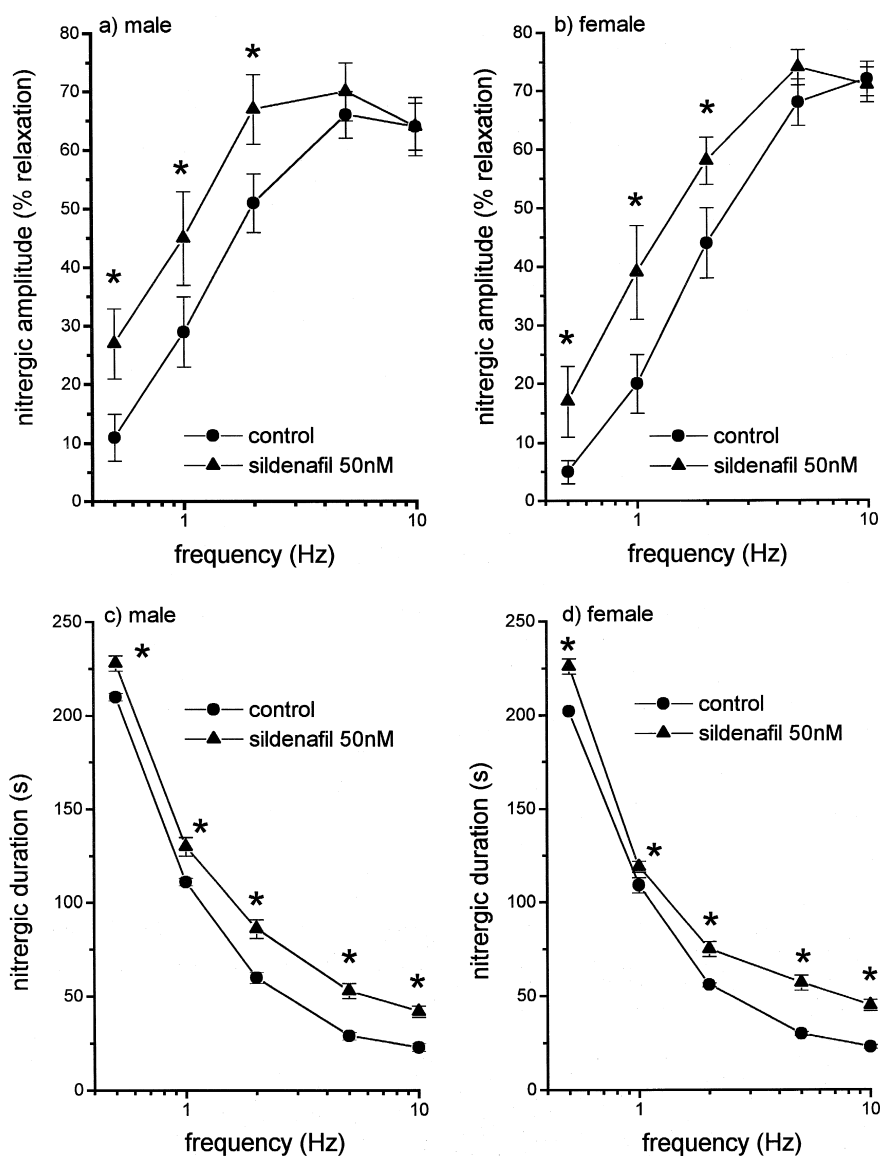 a) male
nitrergic amplitude (% relaxation)
80
70
60
50
40
30
20
10
0
*
*
*
control
sildenafil 50nM
1
10
frequency (Hz)
b) female
nitrergic amplitude (% relaxation)
80
70
60
50
40
30
20
10
0
*
*
*
control
sildenafil 50nM
1
10
frequency (Hz)
c) male
nitrergic duration (s)
250
200
150
100
50
0
*
*
*
*
*
control
sildenafil 50nM
1
10
frequency (Hz)
d) female
nitrergic duration (s)
250
200
150
100
50
0
*
*
*
*
*
control
sildenafil 50nM
1
10
frequency (Hz)